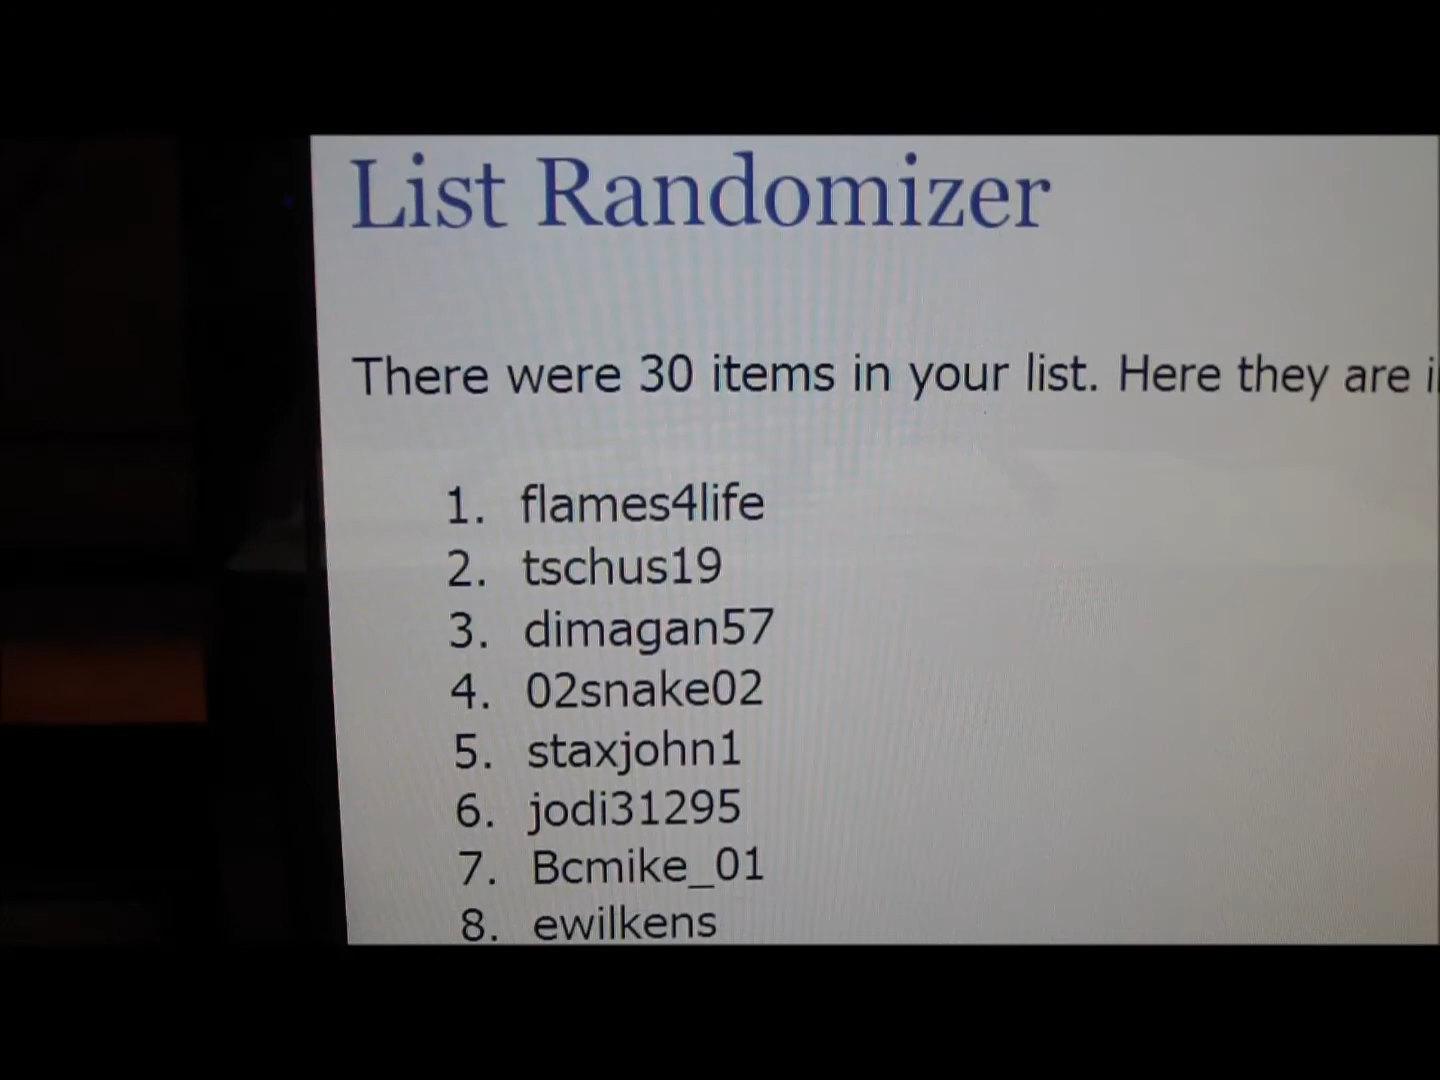 List Randomizer
There were 30 items in your list. Here they are
1. flames4life
2. tschus19
3. dimagan57
4. 02snake02
5. staxjohn1
6. jodi31295
7. Bcmike_01
8. ewilkens